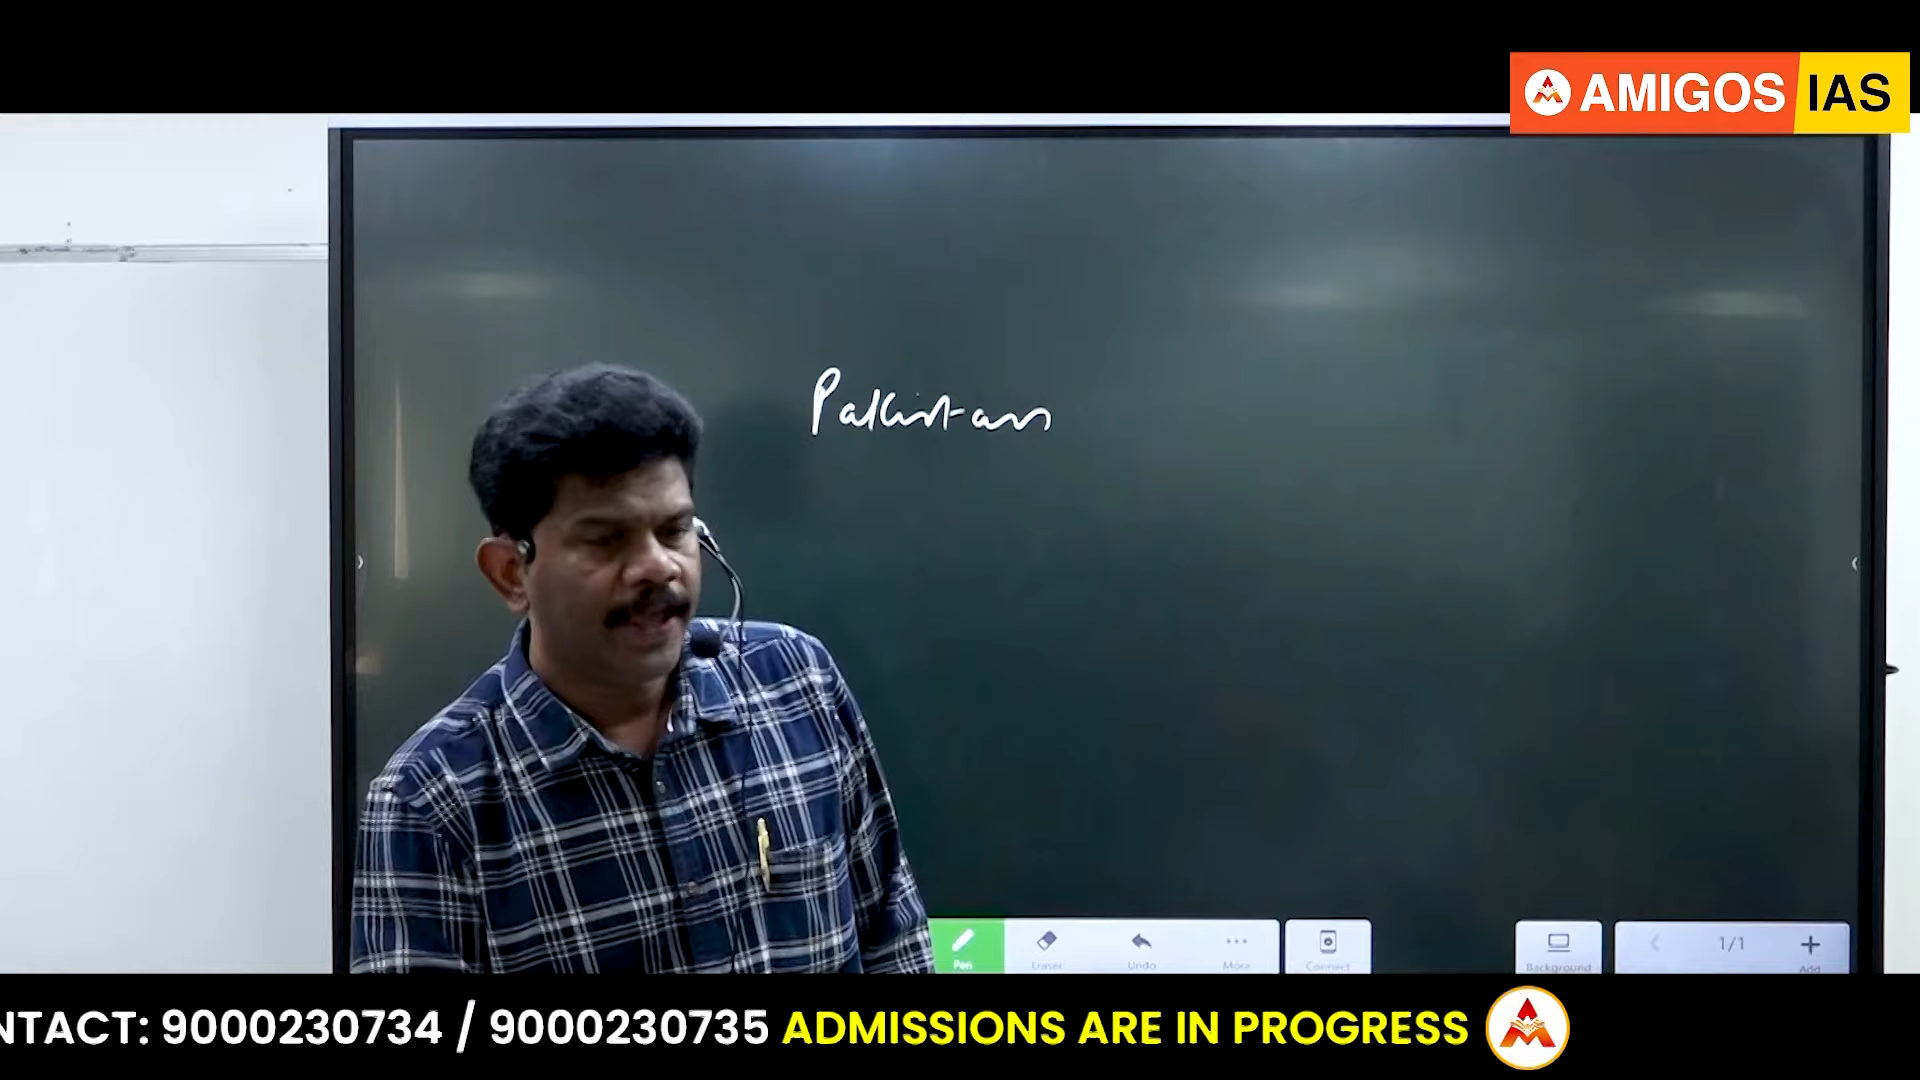 AMIGOS IAS
Pakistan
Pen
Eraser
Undo
More
Connect
Background
1/1
Add
NTACT: 9000230734 / 9000230735 ADMISSIONS ARE IN PROGRESS